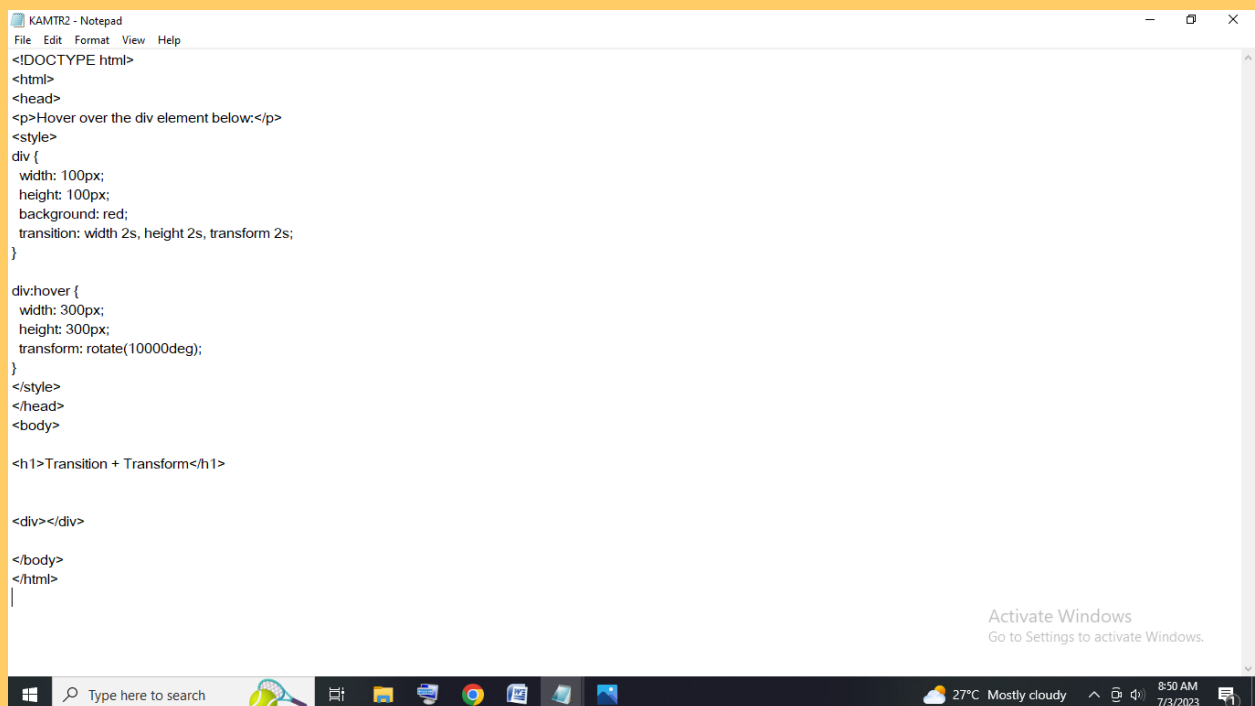 KAMTR2 - Notepad
File Edit Format View Help
<!DOCTYPE html>
<html>
<head>
<p>Hover over the div element below:</p>
<style>
div {
  width: 100px;
  height: 100px;
  background: red;
  transition: width 2s, height 2s, transform 2s;
}

div:hover {
  width: 300px;
  height: 300px;
  transform: rotate(10000deg);
}
</style>
</head>
<body>

<h1>Transition + Transform</h1>


<div></div>

</body>
</html>
Activate Windows
Go to Settings to activate Windows.
Type here to search
27°C Mostly cloudy
8:50 AM
7/3/2023
1